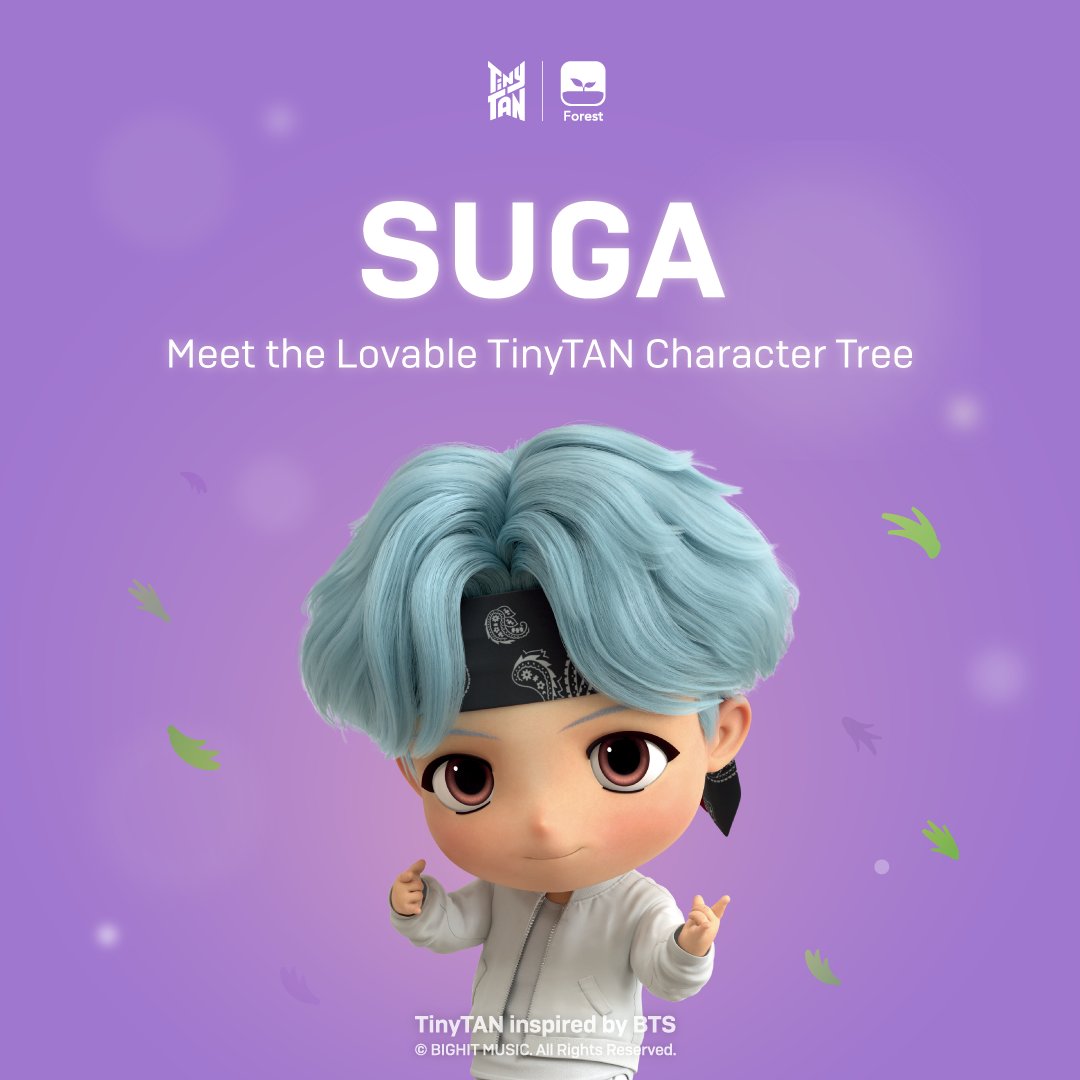 TinyTAN
Forest
SUGA
Meet the Lovable TinyTAN Character Tree
TinyTAN inspired by BTS
© BIGHIT MUSIC. All Rights Reserved.